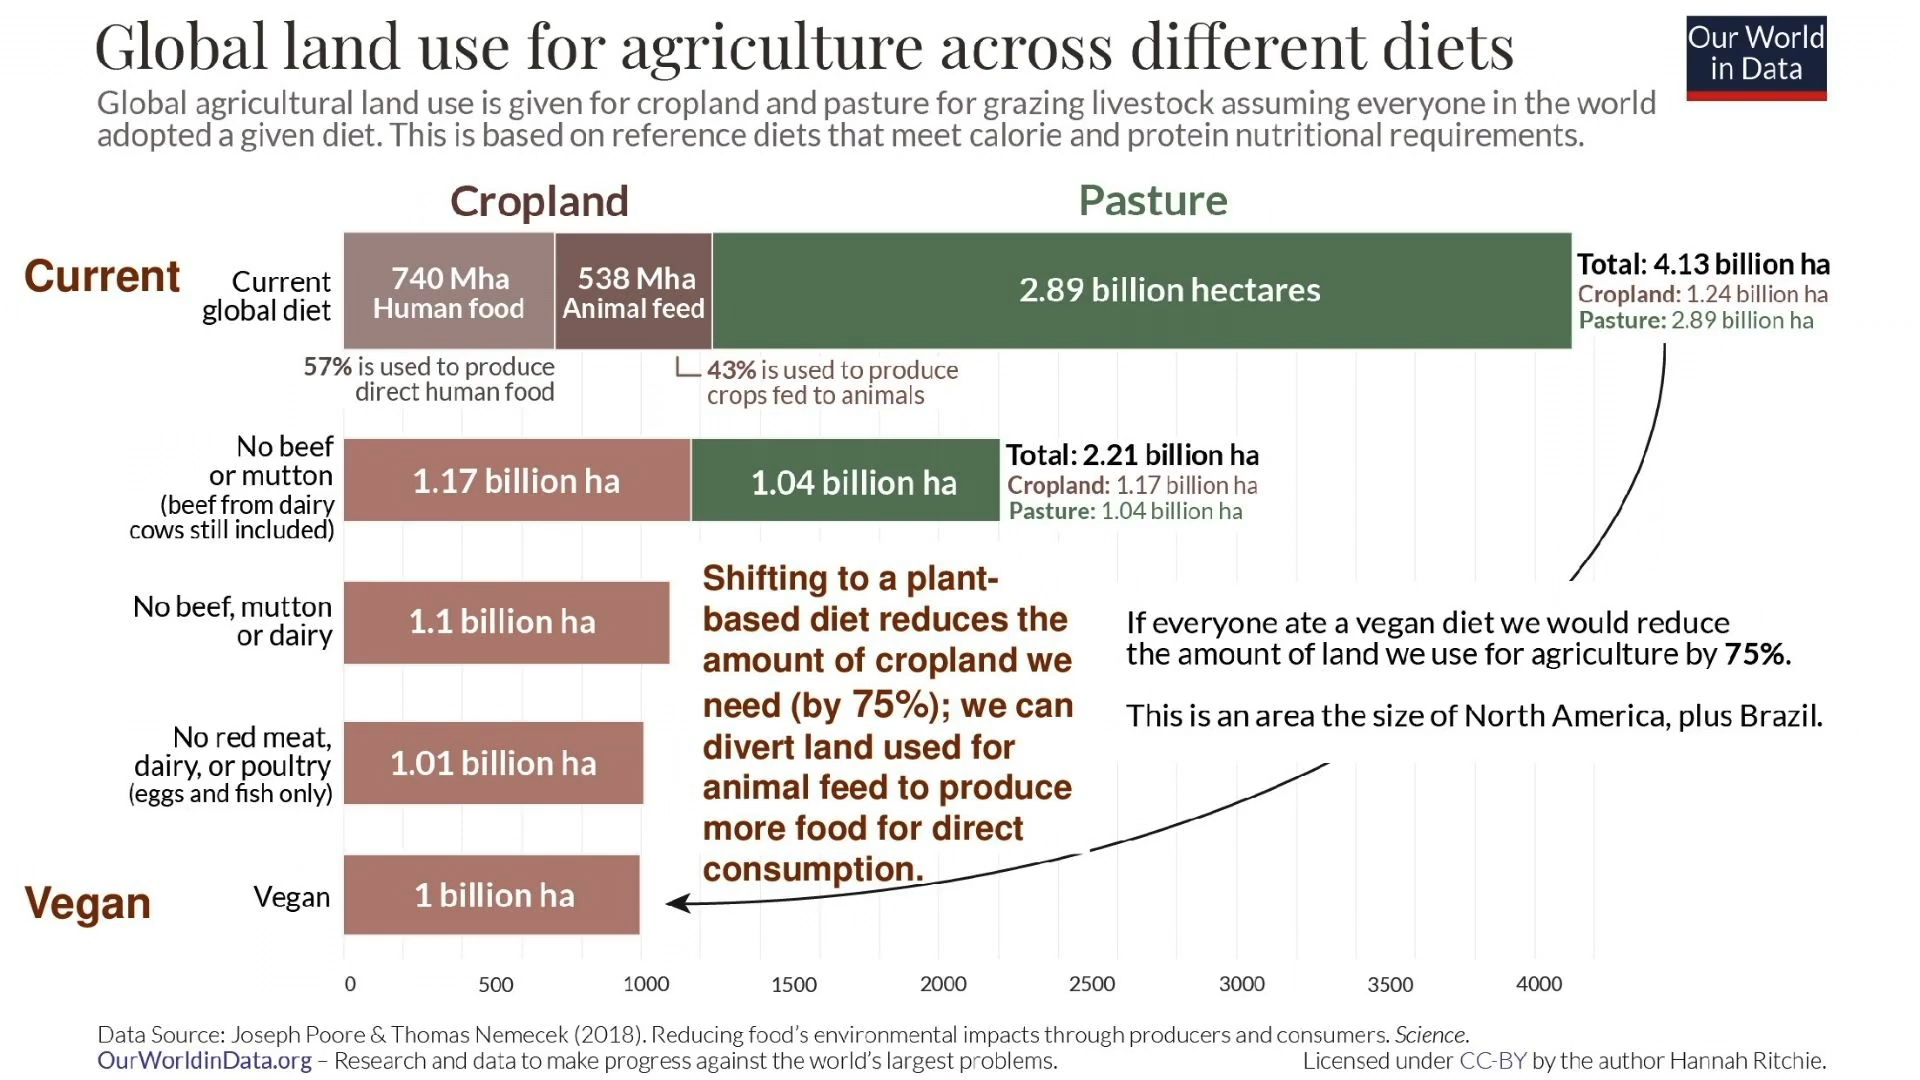 Global land use for agriculture across different diets
Our World
in Data
Global agricultural land use is given for cropland and pasture for grazing livestock assuming everyone in the world
adopted a given diet. This is based on reference diets that meet calorie and protein nutritional requirements.
Cropland
Pasture
Current
Current
global diet
740 Mha
Human food
538 Mha
Animal feed
2.89 billion hectares
Total: 4.13 billion ha
Cropland: 1.24 billion ha
Pasture: 2.89 billion ha
57% is used to produce
direct human food
43% is used to produce
crops fed to animals
No beef
or mutton
(beef from dairy
cows still included)
1.17 billion ha
1.04 billion ha
Total: 2.21 billion ha
Cropland: 1.17 billion ha
Pasture: 1.04 billion ha
No beef, mutton
or dairy
1.1 billion ha
Shifting to a plant-
based diet reduces the
amount of cropland we
need (by 75%); we can
divert land used for
animal feed to produce
more food for direct
consumption.
If everyone ate a vegan diet we would reduce
the amount of land we use for agriculture by 75%.
This is an area the size of North America, plus Brazil.
No red meat,
dairy, or poultry
(eggs and fish only)
1.01 billion ha
Vegan
Vegan
1 billion ha
0 500 1000 1500 2000 2500 3000 3500 4000
Data Source: Joseph Poore & Thomas Nemecek (2018). Reducing food's environmental impacts through producers and consumers. Science.
OurWorldinData.org – Research and data to make progress against the world's largest problems.
Licensed under CC-BY by the author Hannah Ritchie.